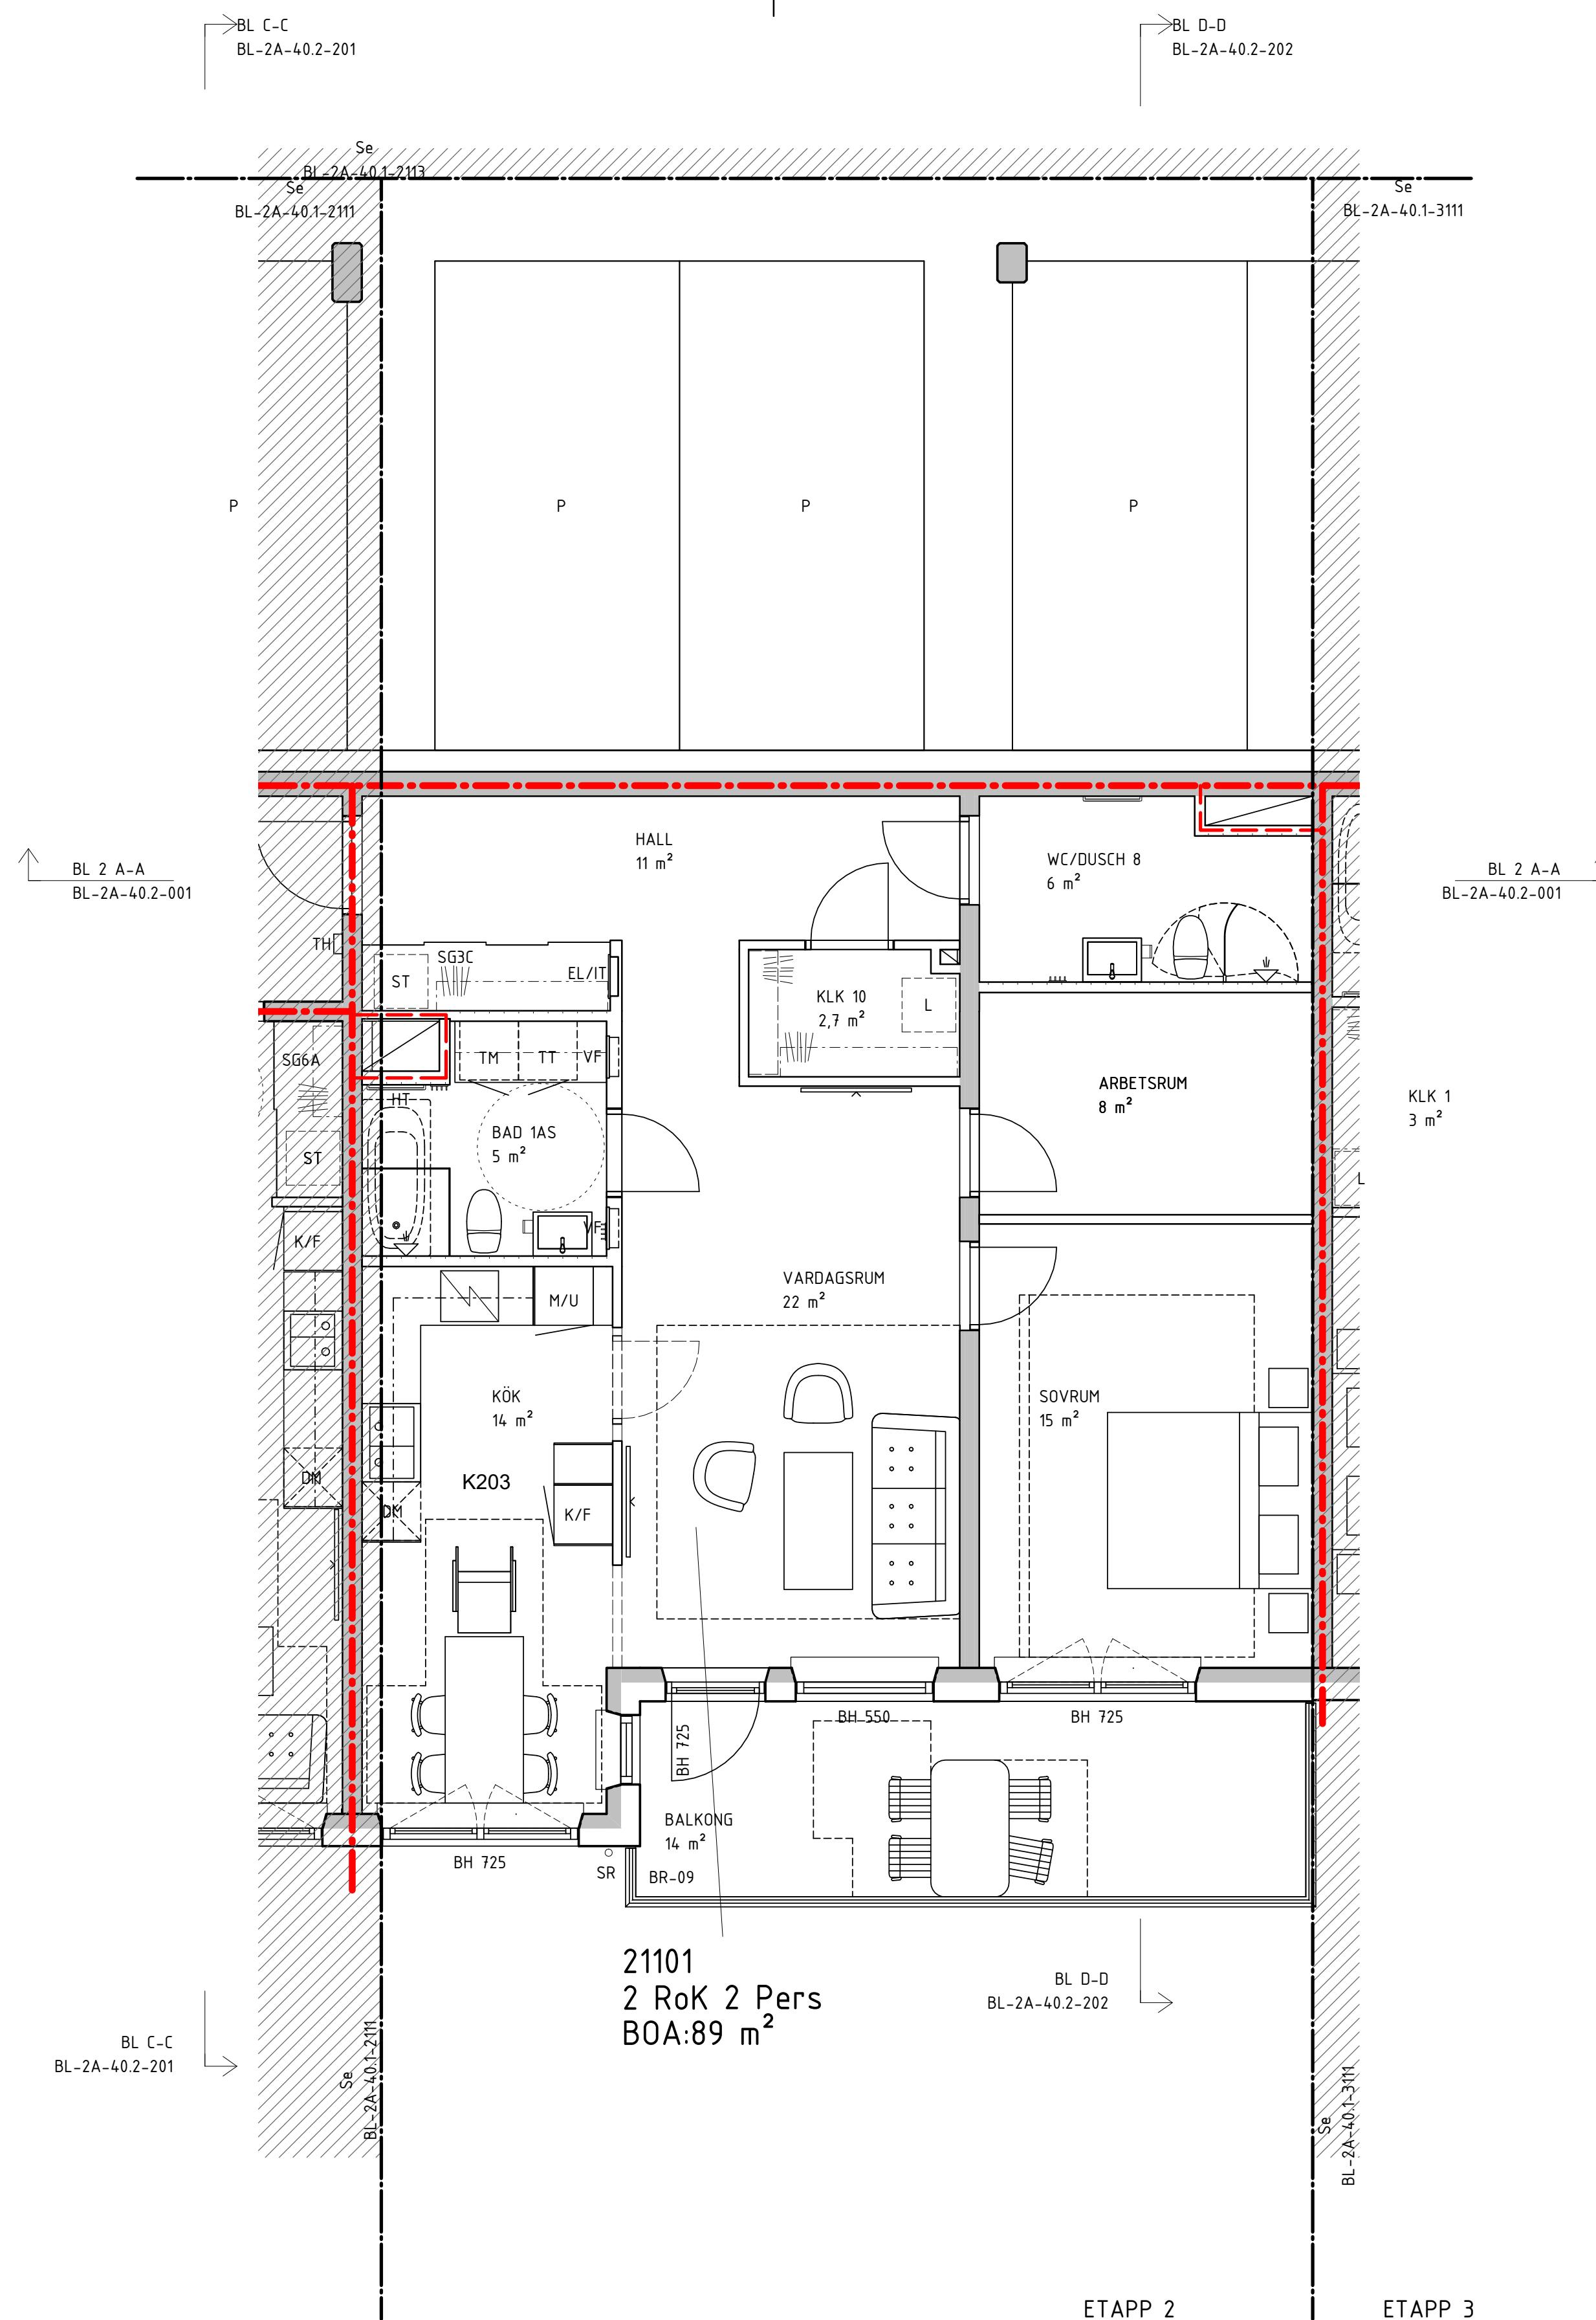 BL C-C
BL-2A-40.2-201
BL D-D
BL-2A-40.2-202
Se
BL-2A-40.1-2113
Se
BL-2A-40.1-2111
Se
BL-2A-40.1-3111
P
P
P
P
BL 2 A-A
BL-2A-40.2-001
HALL
11 m²
WC/DUSCH 8
6 m²
BL 2 A-A
BL-2A-40.2-001
TH
ST
SG3C
EL/IT
KLK 10
2,7 m²
L
SG6A
TM
TT
VF
HT
ARBETSRUM
8 m²
KLK 1
3 m²
BAD 1AS
5 m²
ST
L
VF
K/F
M/U
VARDAGSRUM
22 m²
KÖK
14 m²
SOVRUM
15 m²
K203
DM
DM
K/F
BH 725
BH 550
BH 725
BALKONG
14 m²
BH 725
SR
BR-09
21101
2 RoK 2 Pers
BOA:89 m²
BL D-D
BL-2A-40.2-202
BL C-C
BL-2A-40.2-201
Se
BL-2A-40.1-2111
Se
BL-2A-40.1-3111
ETAPP 2
ETAPP 3